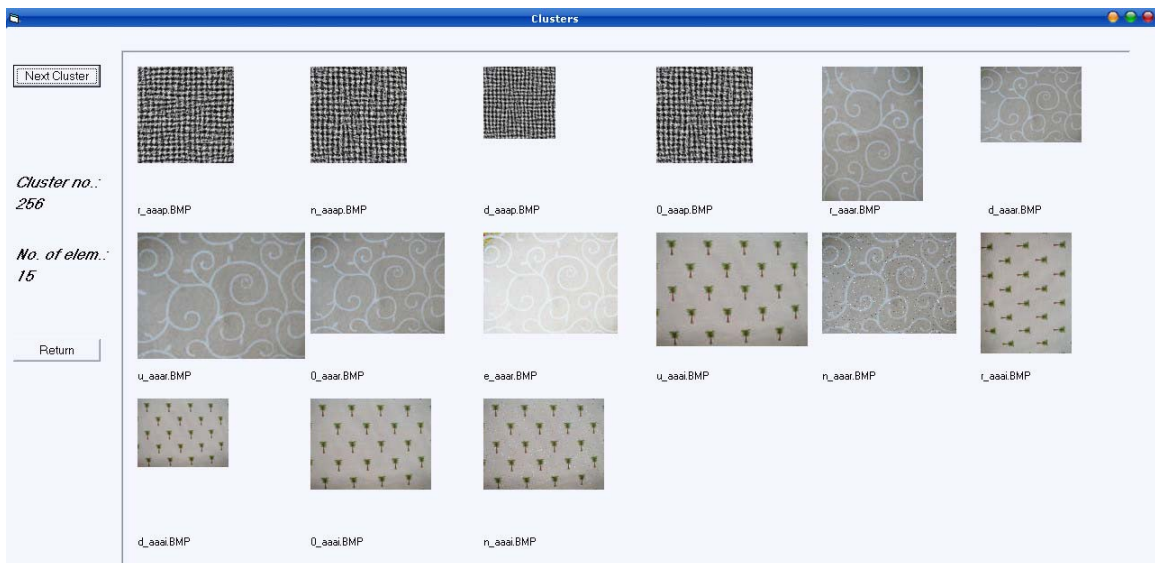 Clusters
Next Cluster
Cluster no.:
256
No. of elem.:
15
Return
r_aaap.BMP n_aaap.BMP d_aaap.BMP 0_aaap.BMP r_aaar.BMP d_aaar.BMP
u_aaar.BMP 0_aaar.BMP e_aaar.BMP u_aaai.BMP n_aaar.BMP r_aaai.BMP
d_aaai.BMP 0_aaai.BMP n_aaai.BMP